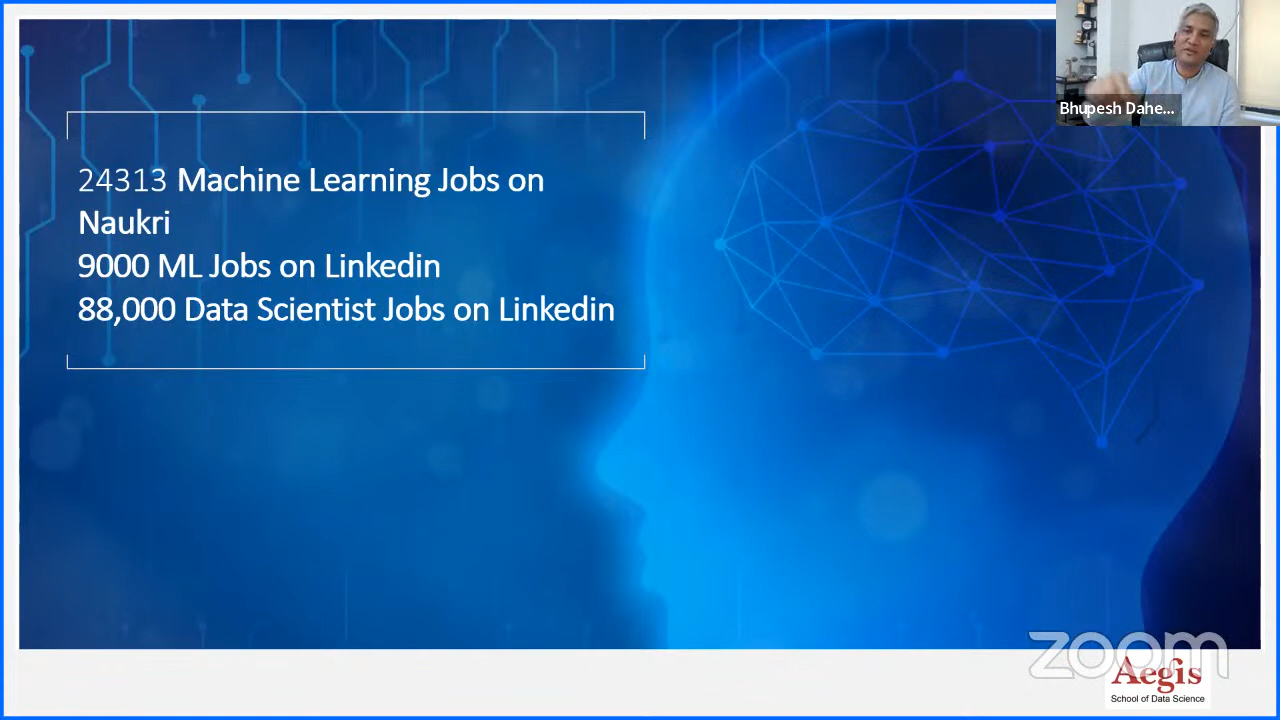 Bhupesh Dahe...
24313 Machine Learning Jobs on
Naukri
9000 ML Jobs on Linkedin
88,000 Data Scientist Jobs on Linkedin
zoom
Aegis
School of Data Science